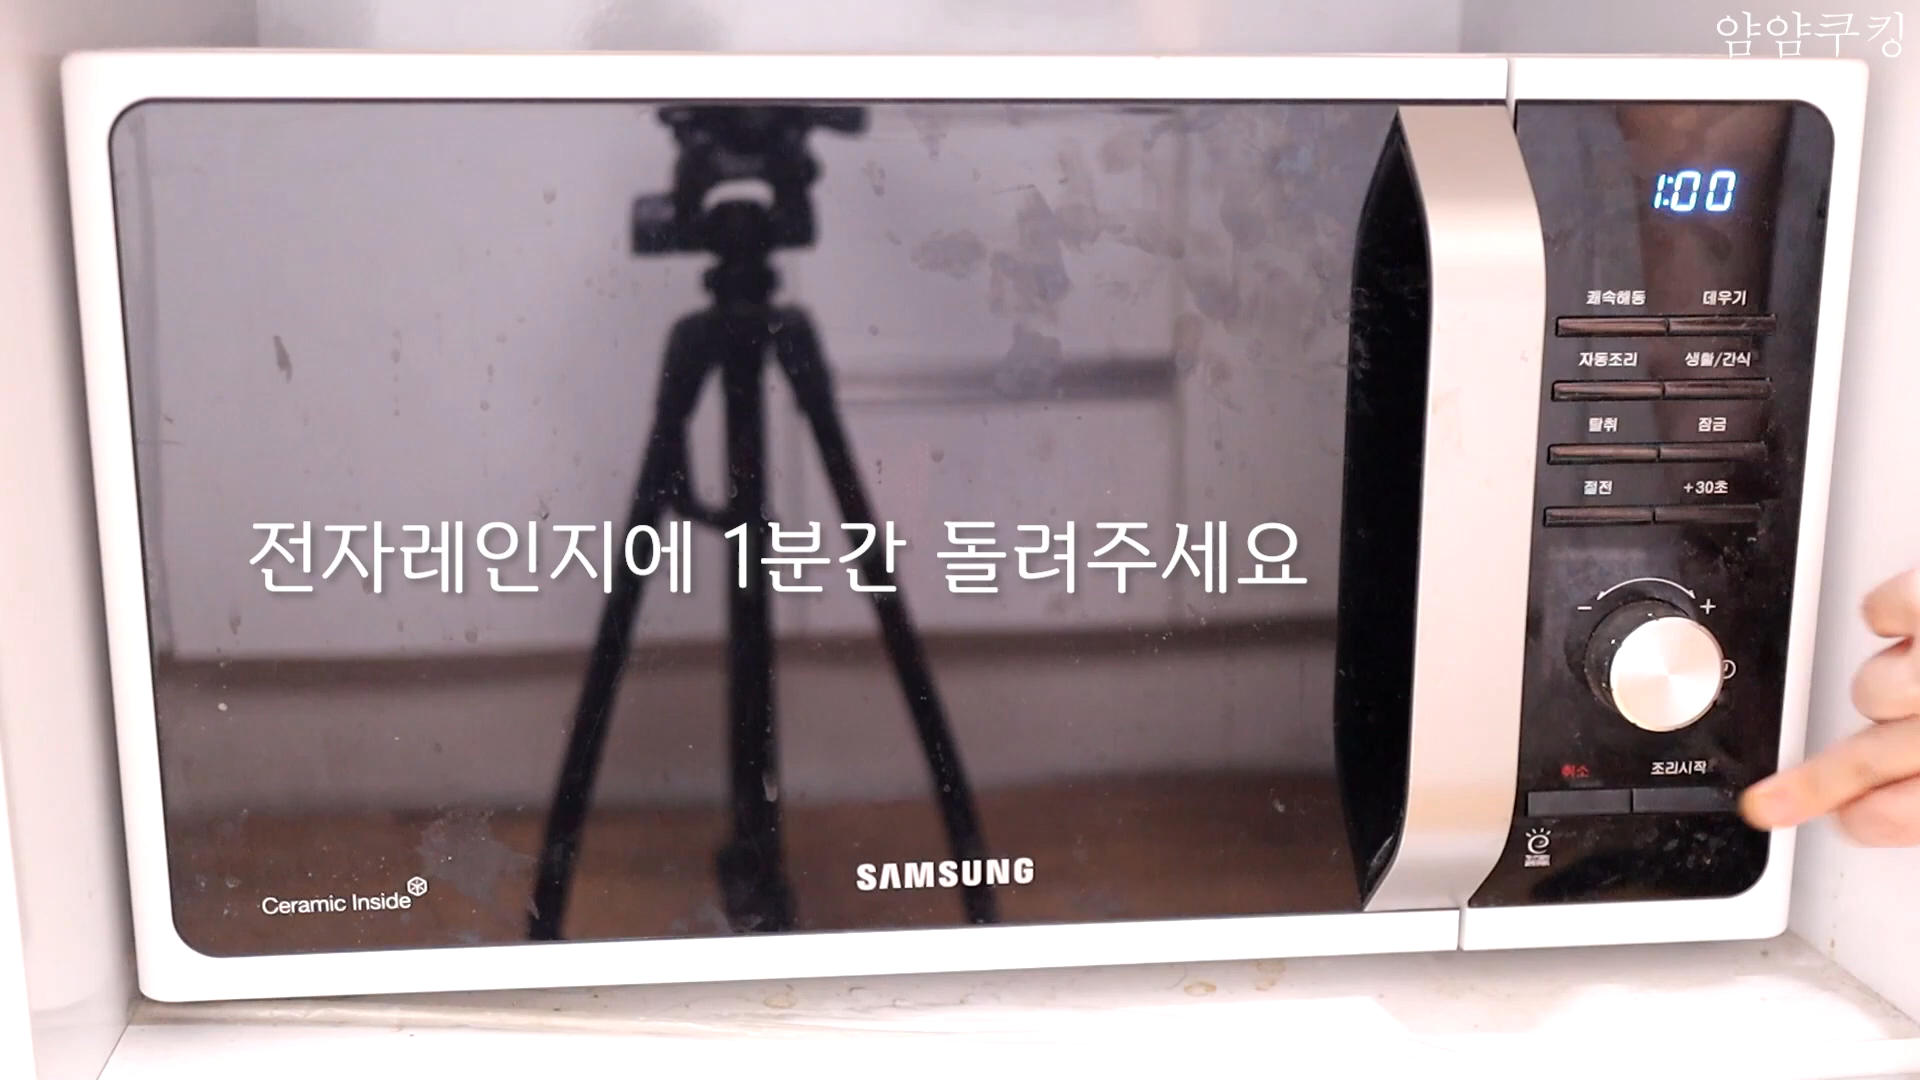 얌얌쿠킹
1:00
쾌속해동 데우기
자동조리 생활/간식
탈취 잠금
절전 +30초
전자레인지에 1분간 돌려주세요
- +
취소 조리시작
SAMSUNG
Ceramic Inside